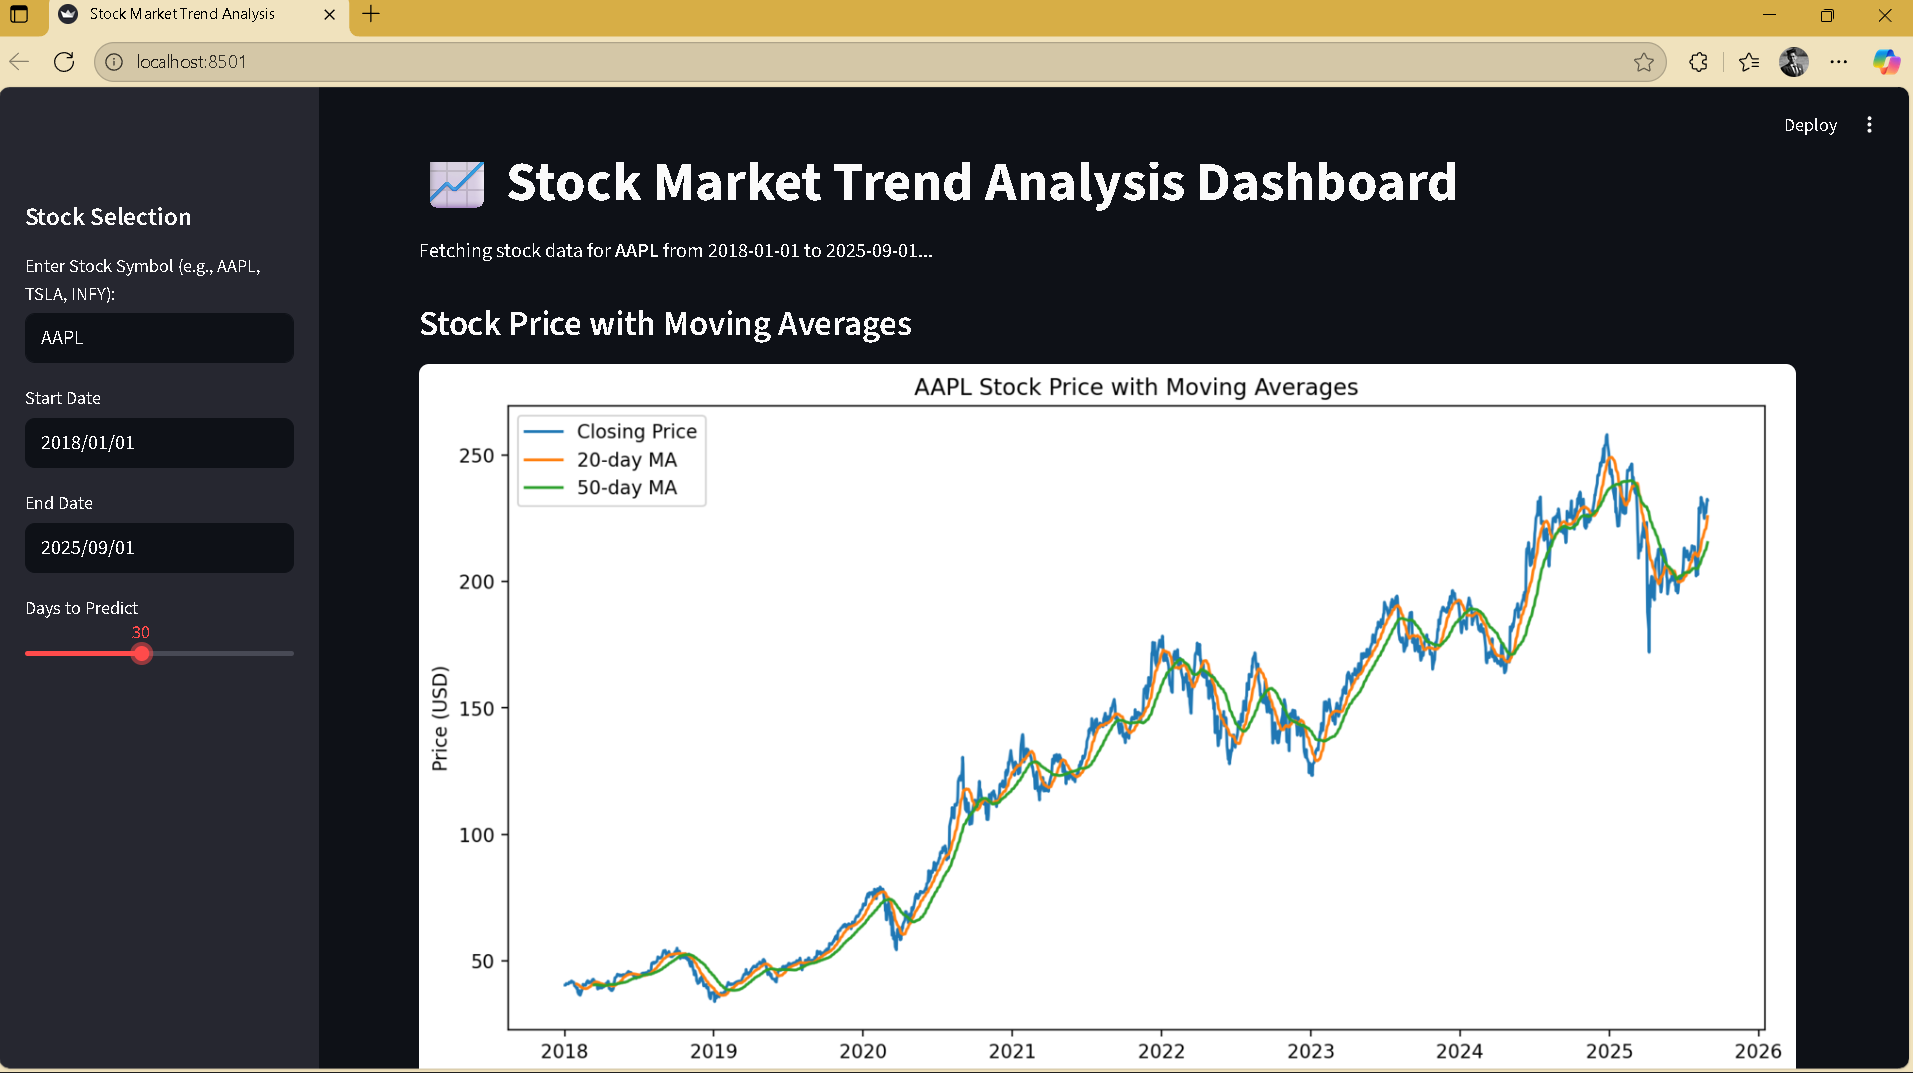 Stock Market Trend Analysis
localhost:8501
Deploy
Stock Selection
Enter Stock Symbol (e.g., AAPL,
TSLA, INFY):
AAPL
Start Date
2018/01/01
End Date
2025/09/01
Days to Predict
30
Stock Market Trend Analysis Dashboard
Fetching stock data for AAPL from 2018-01-01 to 2025-09-01...
Stock Price with Moving Averages
AAPL Stock Price with Moving Averages
Closing Price
20-day MA
50-day MA
Price (USD)
250
200
150
100
50
2018 2019 2020 2021 2022 2023 2024 2025 2026